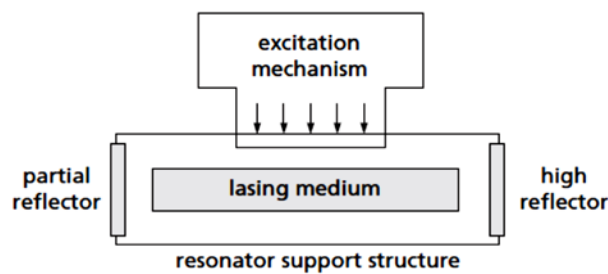 excitation
mechanism
partial
reflector
lasing medium
high
reflector
resonator support structure